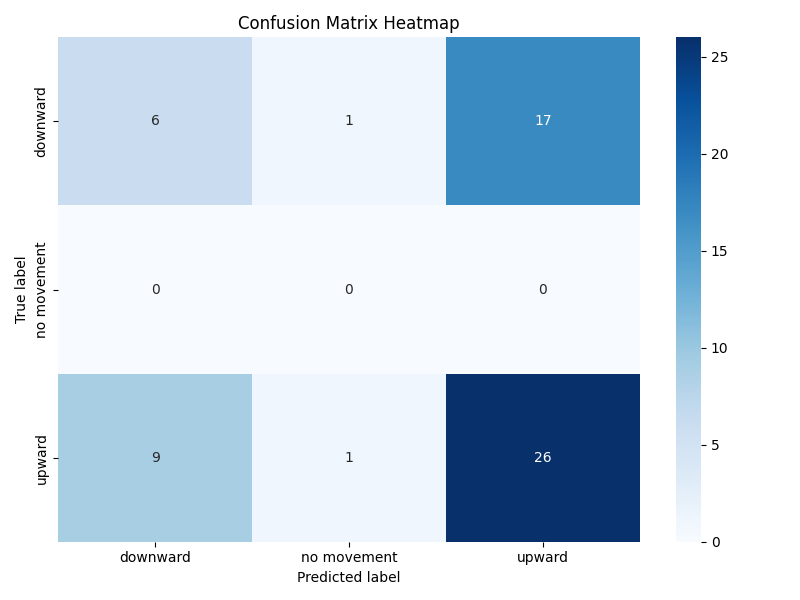 Confusion Matrix Heatmap
True label
downward
no movement
upward
6 1 17
0 0 0
9 1 26
downward no movement upward
Predicted label
25
20
15
10
5
0